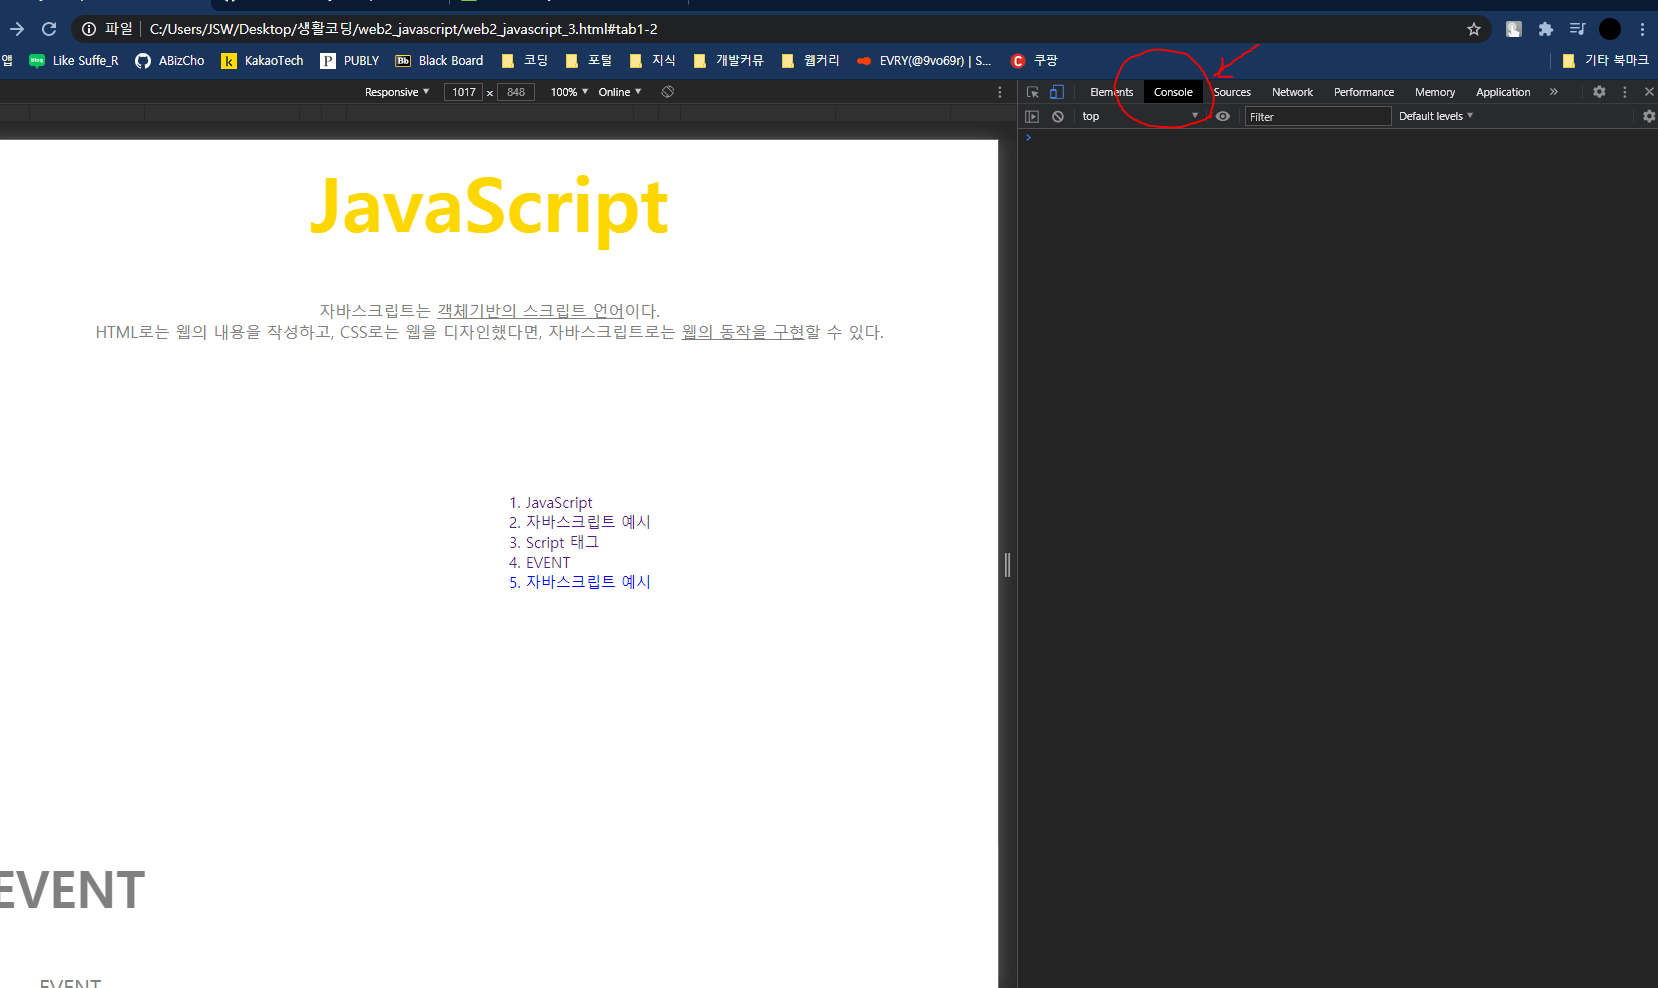 파일 C:/Users/JSW/Desktop/생활코딩/web2_javascript/web2_javascript_3.html#tab1-2
앱 Like Suffe_R ABizCho KakaoTech PUBLY Bb Black Board 코딩 포털 지식 개발커뮤 웹커리 EVRY(@9vo69r) | S... 쿠팡 기타 북마크
Responsive 1017 x 848 100% Online
Elements Console Sources Network Performance Memory Application »
top Filter Default levels
JavaScript
자바스크립트는 객체기반의 스크립트 언어이다.
HTML로는 웹의 내용을 작성하고, CSS로는 웹을 디자인했다면, 자바스크립트로는 웹의 동작을 구현할 수 있다.
1. JavaScript
2. 자바스크립트 예시
3. Script 태그
4. EVENT
5. 자바스크립트 예시
EVENT
EVENT